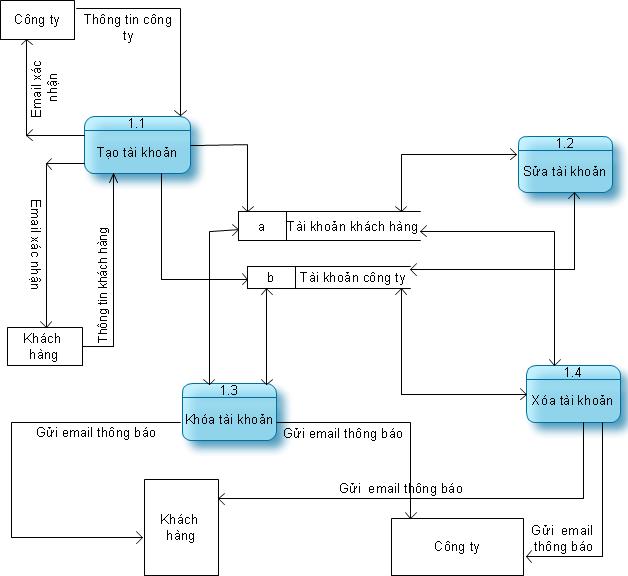 Công ty
Thông tin công
ty
Email xác
nhận
1.1
Tạo tài khoản
1.2
Sửa tài khoản
Email xác nhận
Thông tin khách hàng
a
Tài khoản khách hàng
b
Tài khoản công ty
Khách
hàng
1.3
Khóa tài khoản
1.4
Xóa tài khoản
Gửi email thông báo
Gửi email thông báo
Gửi email thông báo
Khách
hàng
Công ty
Gửi email
thông báo